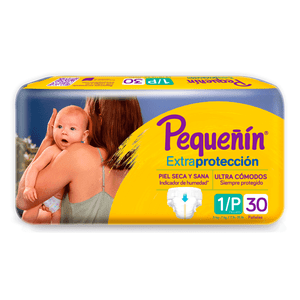 1/P 30
Pequeñín
Extraprotección
PIEL SECA Y SANA
Indicador de humedad*
ULTRA CÓMODOS
Siempre protegido
1/P 30
Pañales